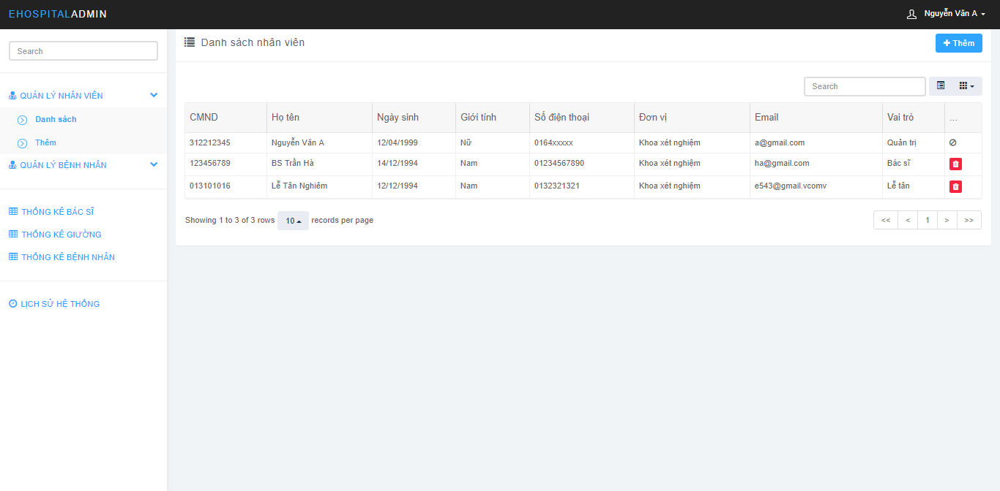 EHOSPITALADMIN
Nguyễn Văn A
Search
QUẢN LÝ NHÂN VIÊN
Danh sách
Thêm
QUẢN LÝ BỆNH NHÂN
THỐNG KÊ BÁC SĨ
THỐNG KÊ GIƯỜNG
THỐNG KÊ BỆNH NHÂN
LỊCH SỬ HỆ THỐNG
Danh sách nhân viên
Thêm
Search
CMND Họ tên Ngày sinh Giới tính Số điện thoại Đơn vị Email Vai trò ...
312212345 Nguyễn Văn A 12/04/1999 Nữ 0164xxxxx Khoa xét nghiệm a@gmail.com Quản trị
123456789 BS Trần Hà 14/12/1994 Nam 01234567890 Khoa xét nghiệm ha@gmail.com Bác sĩ
013101016 Lễ Tân Nghiêm 12/12/1994 Nam 0132321321 Khoa xét nghiệm e543@gmail.vcomv Lễ tân
Showing 1 to 3 of 3 rows 10 records per page
<< < 1 > >>